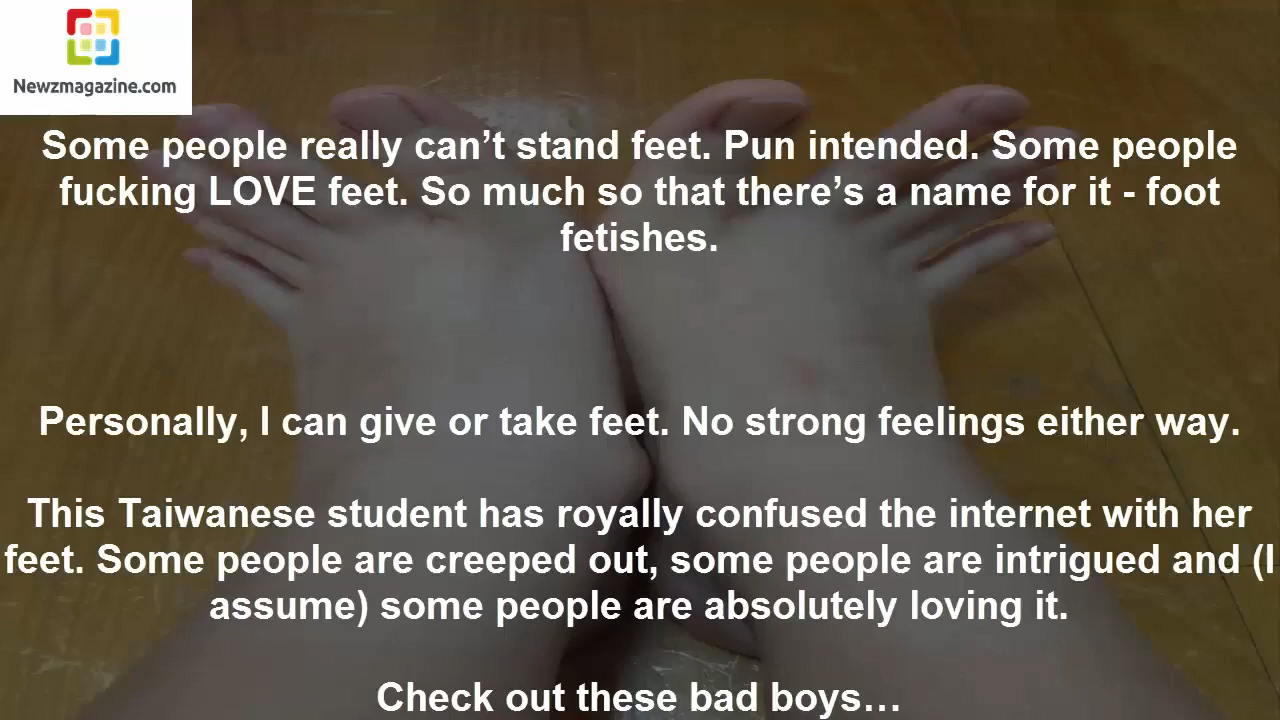 Newzmagazine.com
Some people really can’t stand feet. Pun intended. Some people
fucking LOVE feet. So much so that there’s a name for it - foot
fetishes.
Personally, I can give or take feet. No strong feelings either way.
This Taiwanese student has royally confused the internet with her
feet. Some people are creeped out, some people are intrigued and (I
assume) some people are absolutely loving it.
Check out these bad boys…